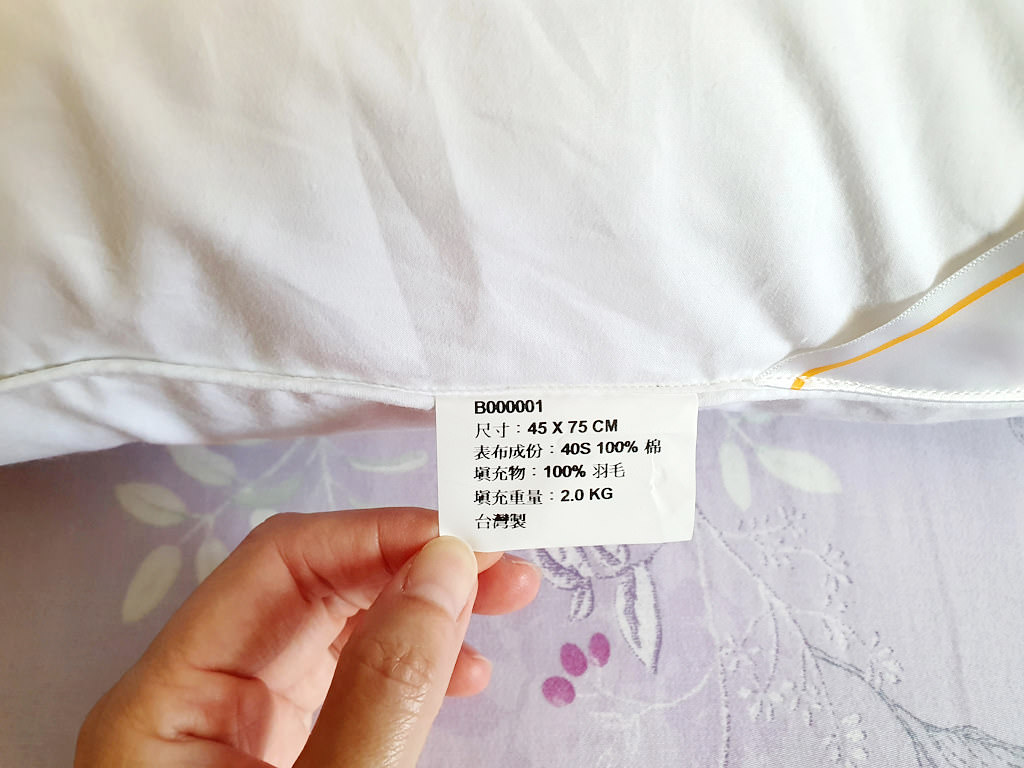 B000001
尺寸：45 X 75 CM
表布成份：40S 100% 棉
填充物：100% 羽毛
填充重量：2.0 KG
台灣製